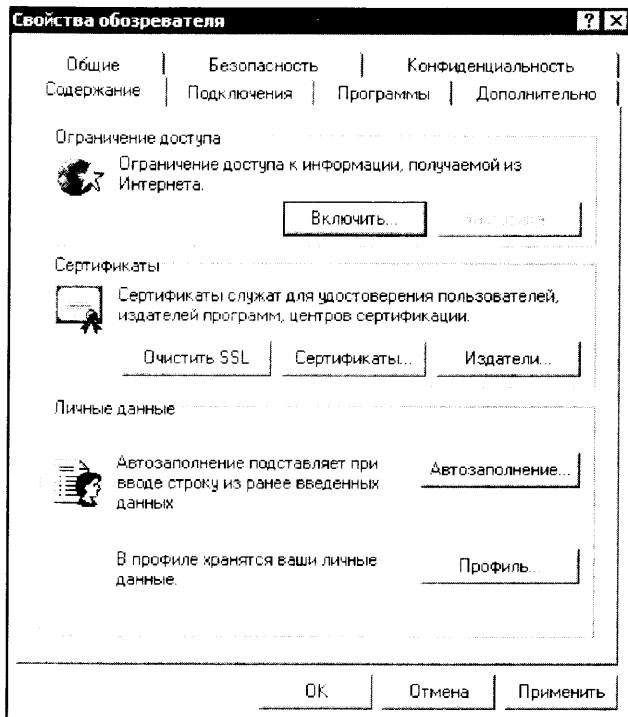 Свойства обозревателя
Общие Безопасность Конфиденциальность
Содержание Подключения Программы Дополнительно
Ограничение доступа
Ограничение доступа к информации, получаемой из
Интернета.
Включить...
Сертификаты
Сертификаты служат для удостоверения пользователей,
издателей программ, центров сертификации.
Очистить SSL Сертификаты... Издатели...
Личные данные
Автозаполнение подставляет при
вводе строку из ранее введенных
данных
Автозаполнение...
В профиле хранятся ваши личные
данные.
Профиль...
OK Отмена Применить